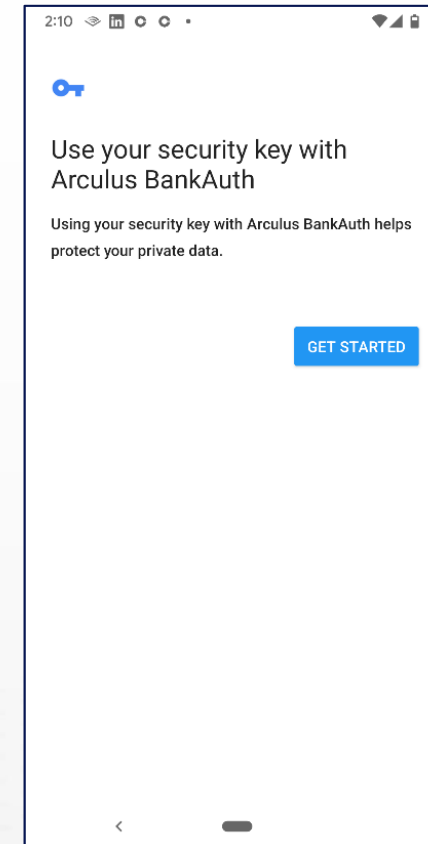 2:10
Use your security key with
Arculus BankAuth
Using your security key with Arculus BankAuth helps
protect your private data.
GET STARTED